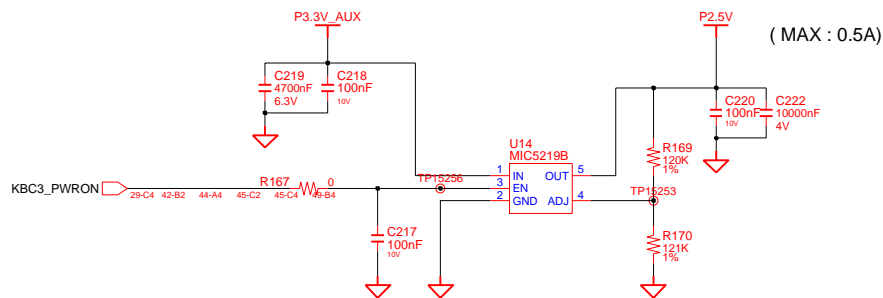 P3.3V_AUX
P2.5V
( MAX : 0.5A)
C219
4700nF
6.3V
C218
100nF
10V
C220
100nF
10V
C222
10000nF
4V
U14
MIC5219B
1 IN OUT 5
3 EN
2 GND ADJ 4
R169
120K
1%
TP15256
TP15253
KBC3_PWRON
R167 0
29-C4 42-B2 44-A4 45-C2 45-C4 49-B4
C217
100nF
10V
R170
121K
1%